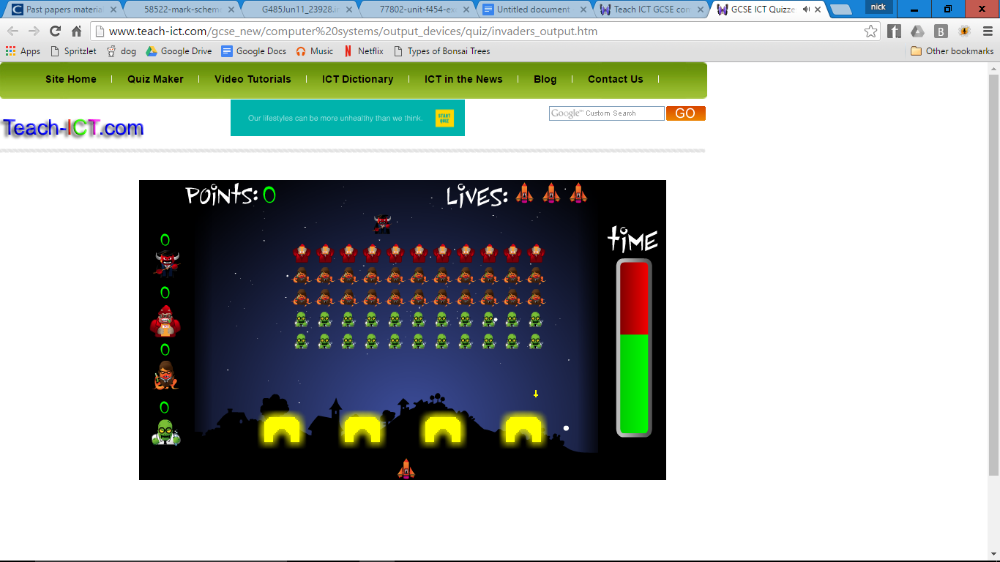 Past papers materia
58522-mark-schem
G485Jun11_23928.i
77802-unit-f454-ex
Untitled document
Teach ICT GCSE com
GCSE ICT Quizze
nick
www.teach-ict.com/gcse_new/computer%20systems/output_devices/quiz/invaders_output.htm
Apps
Spritzlet
dog
Google Drive
Google Docs
Music
Netflix
Types of Bonsai Trees
Other bookmarks
Site Home
Quiz Maker
Video Tutorials
ICT Dictionary
ICT in the News
Blog
Contact Us
Teach-ICT.com
Our lifestyles can be more unhealthy than we think.
START QUIZ
Google™ Custom Search
GO
POiNtS: 0
LiVES:
tiME
0
0
0
0